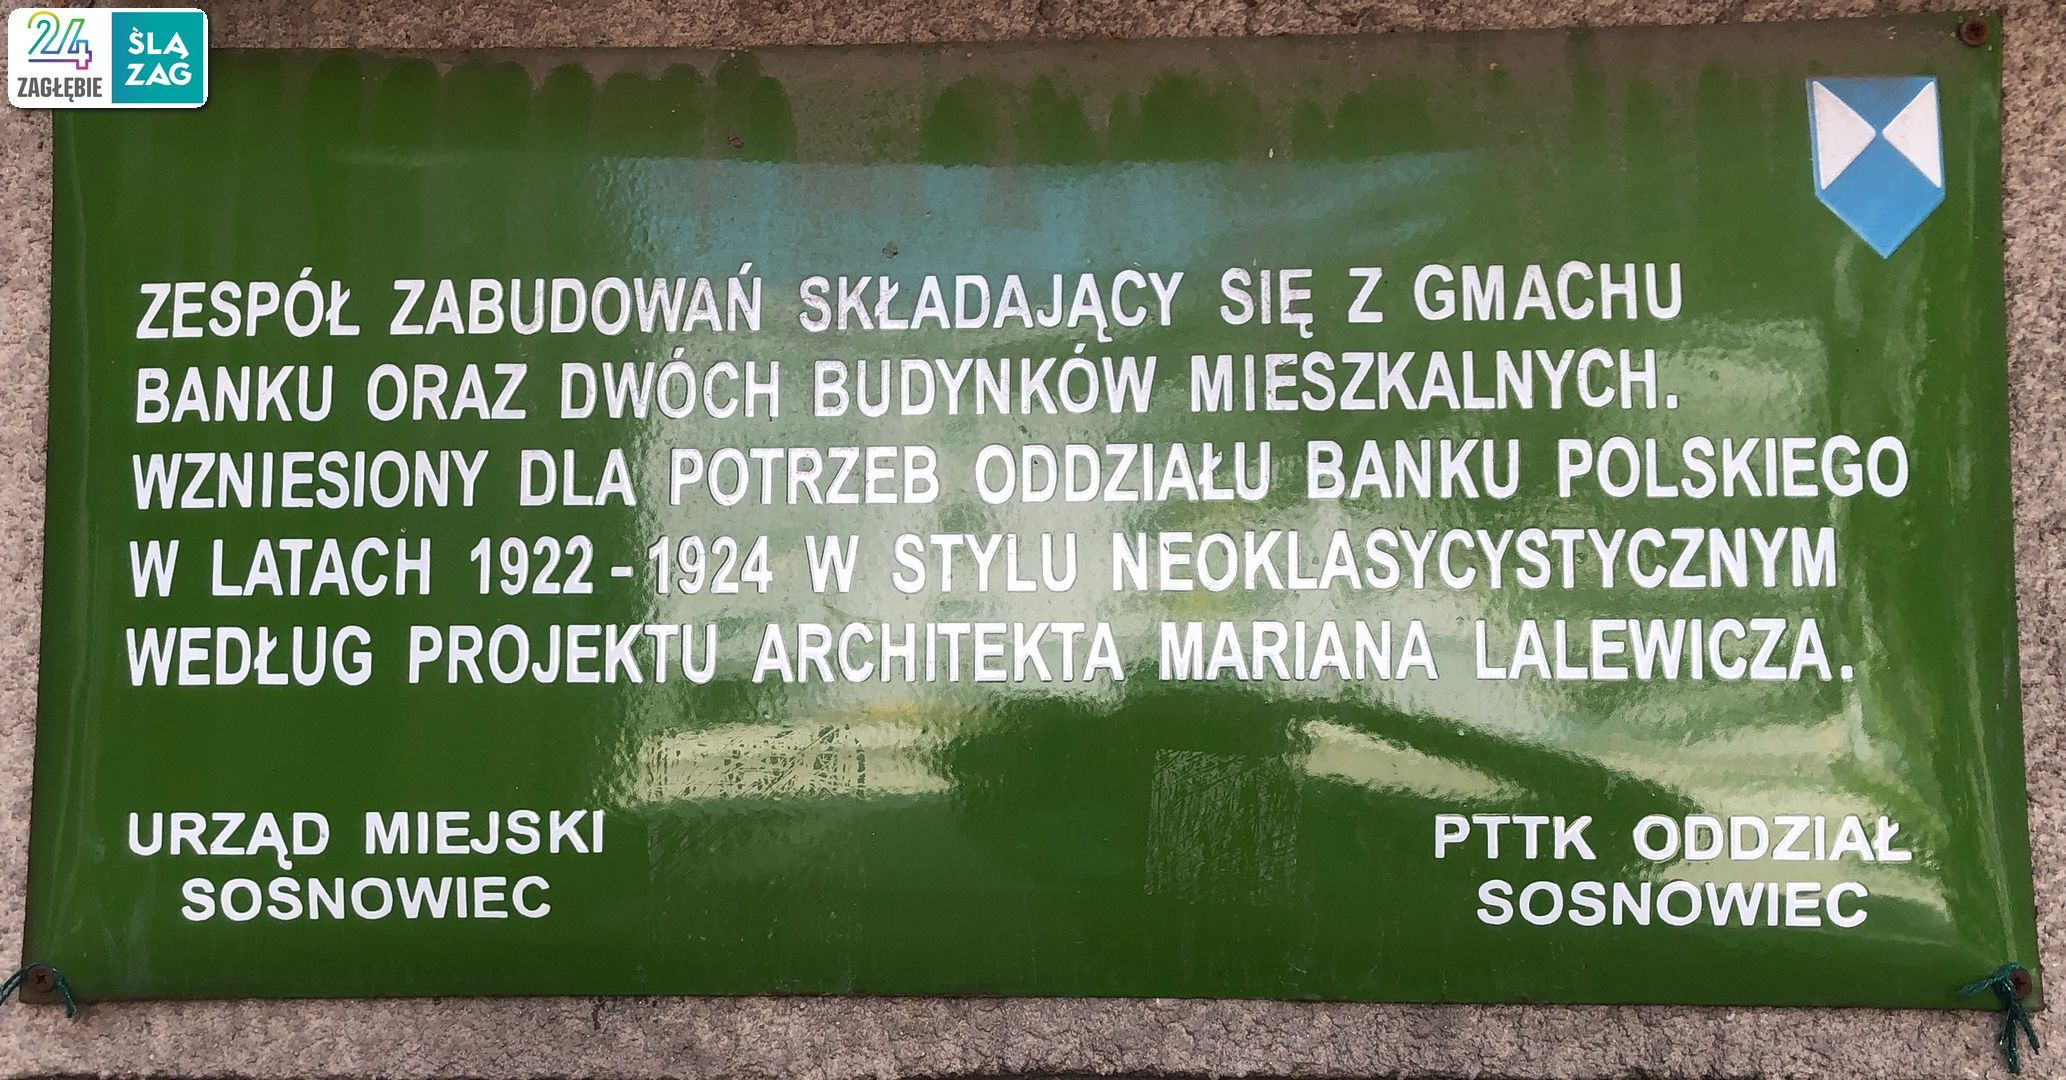 24
ZAGŁĘBIE
ŚLĄ
ZAG
ZESPÓŁ ZABUDOWAŃ SKŁADAJĄCY SIĘ Z GMACHU
BANKU ORAZ DWÓCH BUDYNKÓW MIESZKALNYCH.
WZNIESIONY DLA POTRZEB ODDZIAŁU BANKU POLSKIEGO
W LATACH 1922 - 1924 W STYLU NEOKLASYCYSTYCZNYM
WEDŁUG PROJEKTU ARCHITEKTA MARIANA LALEWICZA.
URZĄD MIEJSKI
SOSNOWIEC
PTTK ODDZIAŁ
SOSNOWIEC